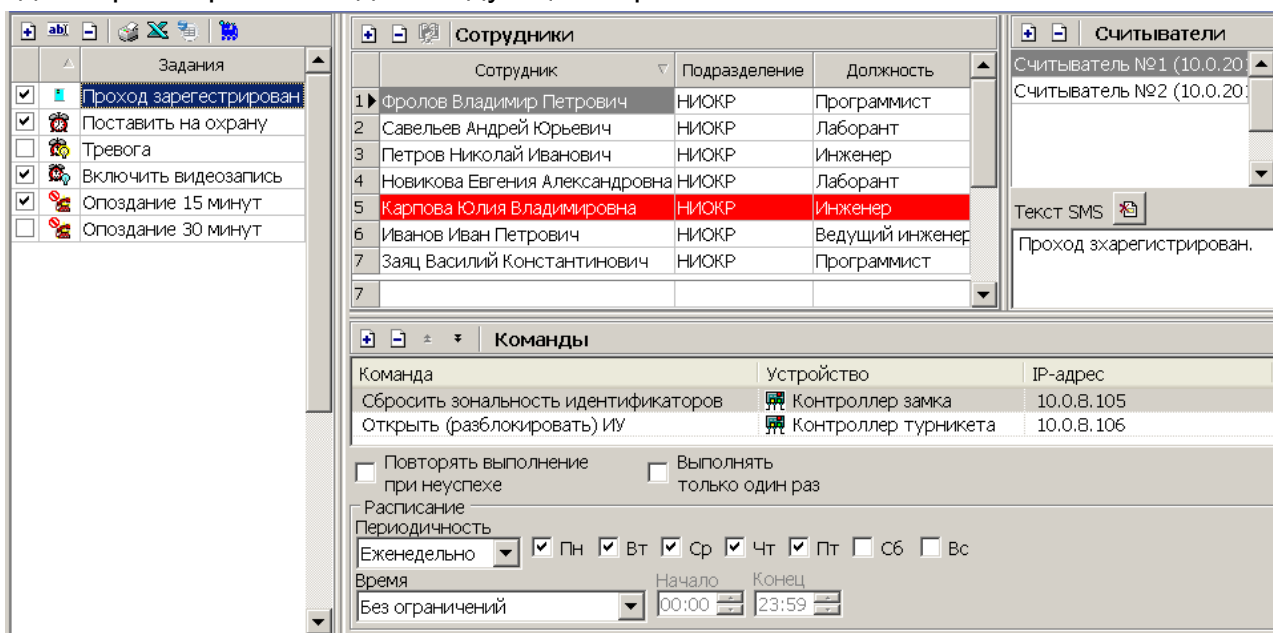 abl
Задания
Проход зарегестрирован
Поставить на охрану
Тревога
Включить видеозапись
Опоздание 15 минут
Опоздание 30 минут
Сотрудники
Сотрудник Подразделение Должность
1 Фролов Владимир Петрович НИОКР Программист
2 Савельев Андрей Юрьевич НИОКР Лаборант
3 Петров Николай Иванович НИОКР Инженер
4 Новикова Евгения Александровна НИОКР Лаборант
5 Карпова Юлия Владимировна НИОКР Инженер
6 Иванов Иван Петрович НИОКР Ведущий инженер
7 Заяц Василий Константинович НИОКР Программист
7
Считыватели
Считыватель №1 (10.0.20
Считыватель №2 (10.0.20
Текст SMS
Проход зхарегистрирован.
Команды
Команда Устройство IP-адрес
Сбросить зональность идентификаторов Контроллер замка 10.0.8.105
Открыть (разблокировать) ИУ Контроллер турникета 10.0.8.106
Повторять выполнение
при неуспехе
Выполнять
только один раз
Расписание
Периодичность
Еженедельно Пн Вт Ср Чт Пт Сб Вс
Время Начало Конец
Без ограничений 00:00 23:59